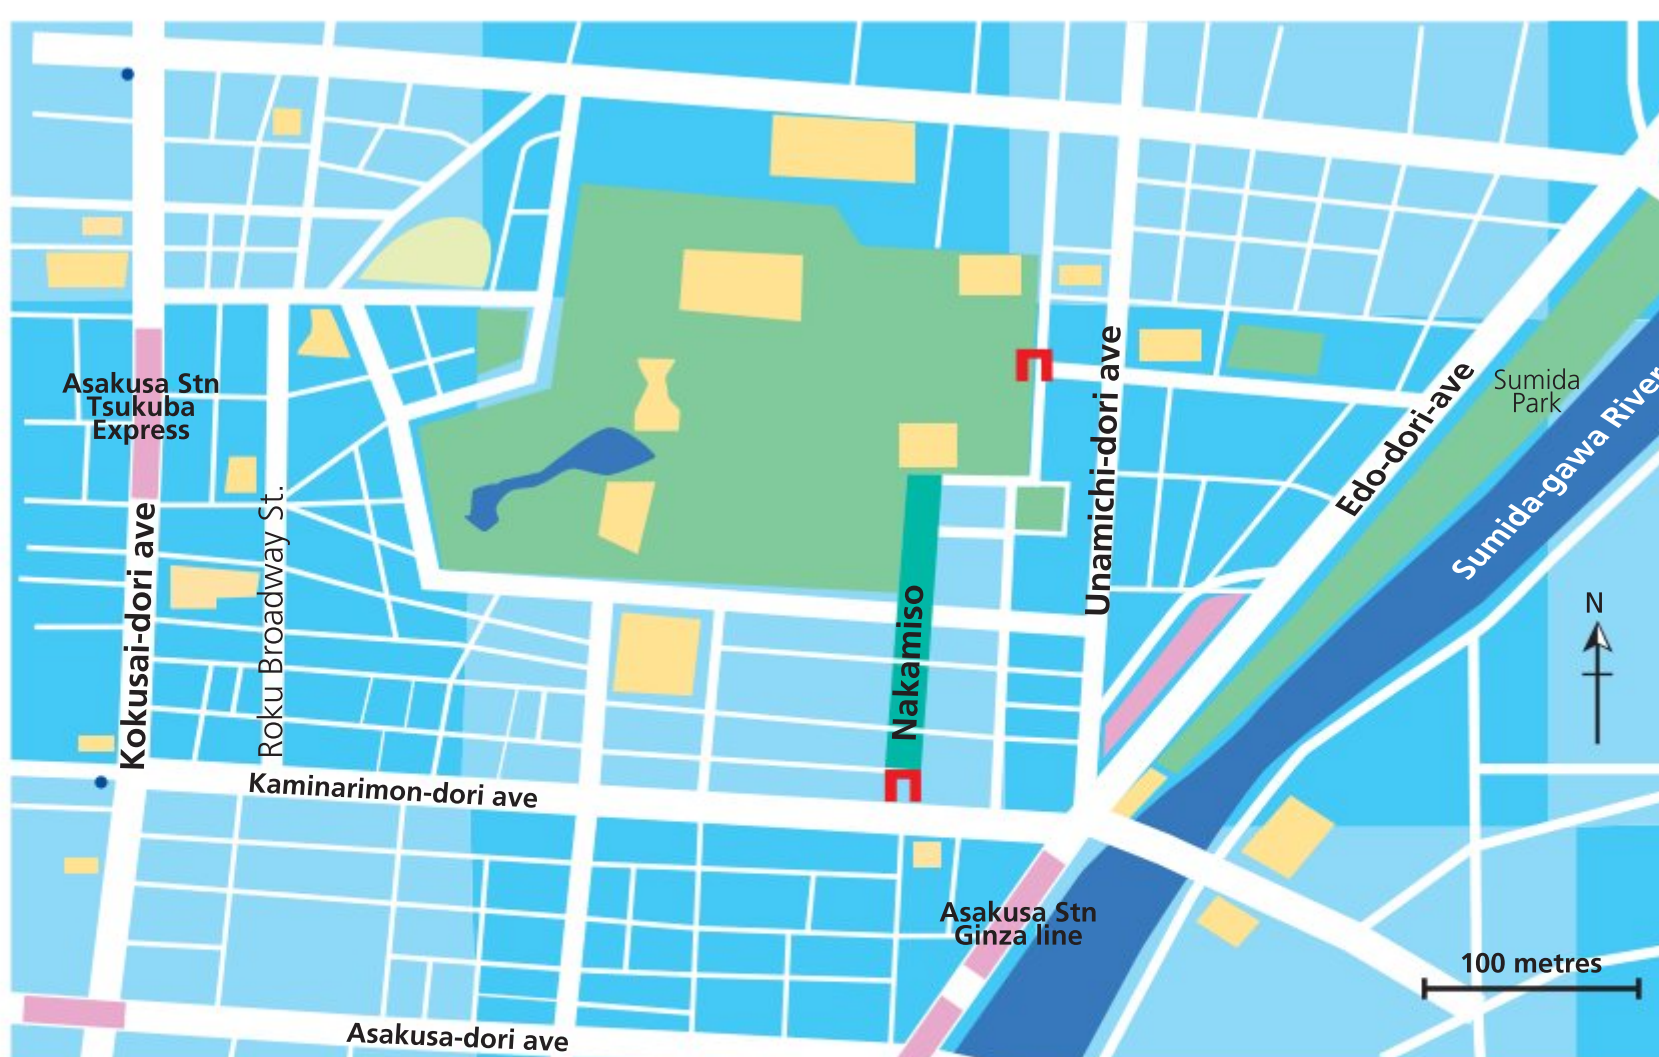 Asakusa Stn
Tsukuba
Express
Kokusai-dori ave
Roku Broadway St.
Kaminarimon-dori ave
Nakamiso
Unamichi-dori ave
Edo-dori-ave
Sumida
Park
Sumida-gawa River
N
Asakusa Stn
Ginza line
100 metres
Asakusa-dori ave